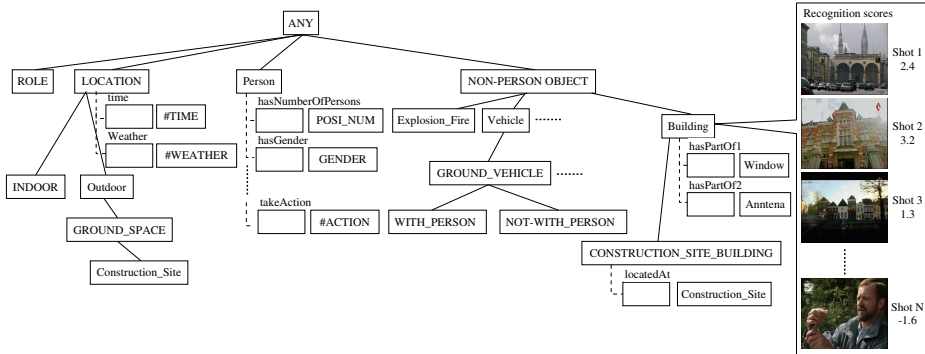 ANY
Recognition scores
ROLE
LOCATION
Person
NON-PERSON OBJECT
Shot 1
2.4
time
#TIME
Weather
#WEATHER
hasNumberOfPersons
POSI_NUM
hasGender
GENDER
takeAction
#ACTION
Explosion_Fire
Vehicle
Building
Shot 2
3.2
hasPartOf1
Window
hasPartOf2
Anntena
INDOOR
Outdoor
GROUND_VEHICLE
Shot 3
1.3
GROUND_SPACE
WITH_PERSON
NOT-WITH_PERSON
Construction_Site
CONSTRUCTION_SITE_BUILDING
locatedAt
Construction_Site
Shot N
-1.6